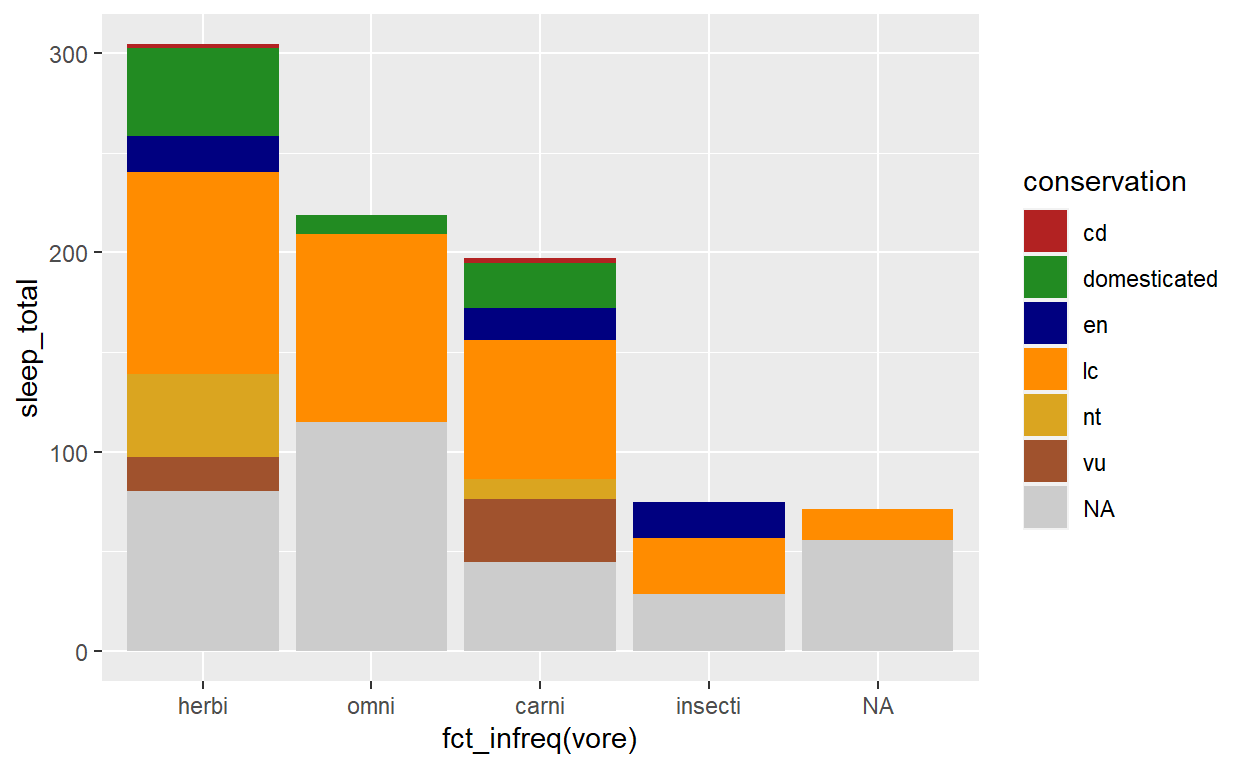 300
200
100
0
sleep_total
herbi omni carni insecti NA
fct_infreq(vore)
conservation
cd
domesticated
en
lc
nt
vu
NA